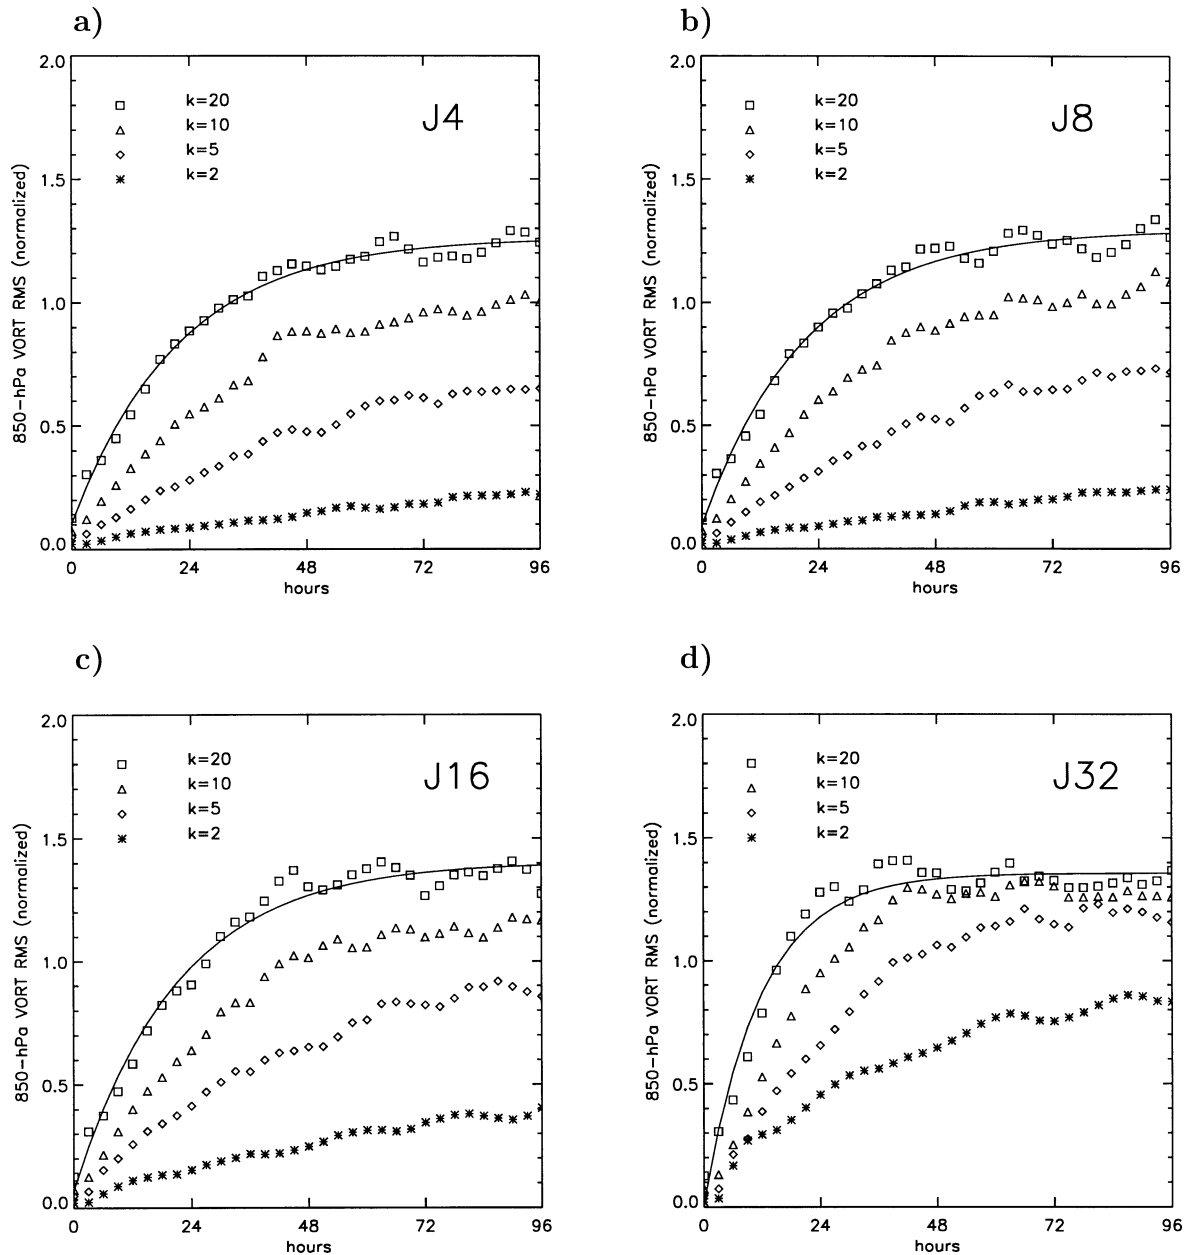 a)
2.0
1.5
1.0
0.5
0.0
850-hPa VORT RMS (normalized)
k=20
k=10
k=5
k=2
J4
0 24 48 72 96
hours
b)
2.0
1.5
1.0
0.5
0.0
850-hPa VORT RMS (normalized)
k=20
k=10
k=5
k=2
J8
0 24 48 72 96
hours
c)
2.0
1.5
1.0
0.5
0.0
850-hPa VORT RMS (normalized)
k=20
k=10
k=5
k=2
J16
0 24 48 72 96
hours
d)
2.0
1.5
1.0
0.5
0.0
850-hPa VORT RMS (normalized)
k=20
k=10
k=5
k=2
J32
0 24 48 72 96
hours